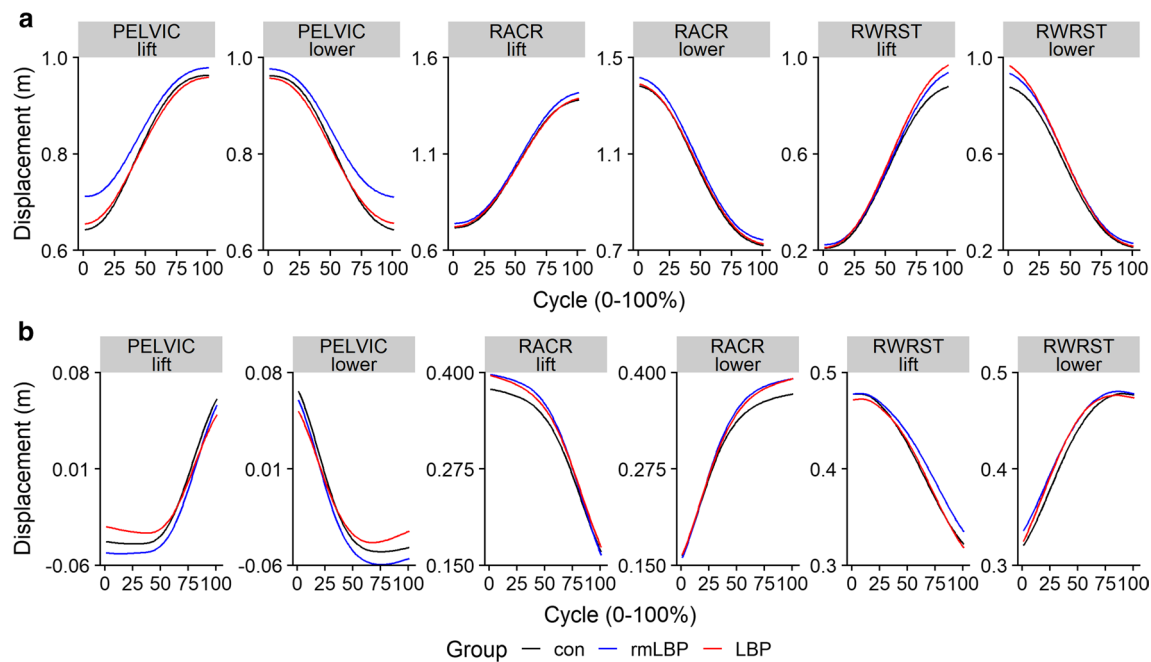 a
PELVIC lift
PELVIC lower
RACR lift
RACR lower
RWRST lift
RWRST lower
Displacement (m)
1.0
0.8
0.6
1.0
0.8
0.6
1.6
1.1
0.6
1.5
1.1
0.7
1.0
0.6
0.2
1.0
0.6
0.2
0 25 50 75 100
0 25 50 75 100
0 25 50 75 100
0 25 50 75 100
0 25 50 75 100
0 25 50 75 100
Cycle (0-100%)
b
PELVIC lift
PELVIC lower
RACR lift
RACR lower
RWRST lift
RWRST lower
Displacement (m)
0.08
0.01
-0.06
0.08
0.01
-0.06
0.400
0.275
0.150
0.400
0.275
0.150
0.5
0.4
0.3
0.5
0.4
0.3
0 25 50 75 100
0 25 50 75 100
0 25 50 75 100
0 25 50 75 100
0 25 50 75 100
0 25 50 75 100
Cycle (0-100%)
Group con rmLBP LBP